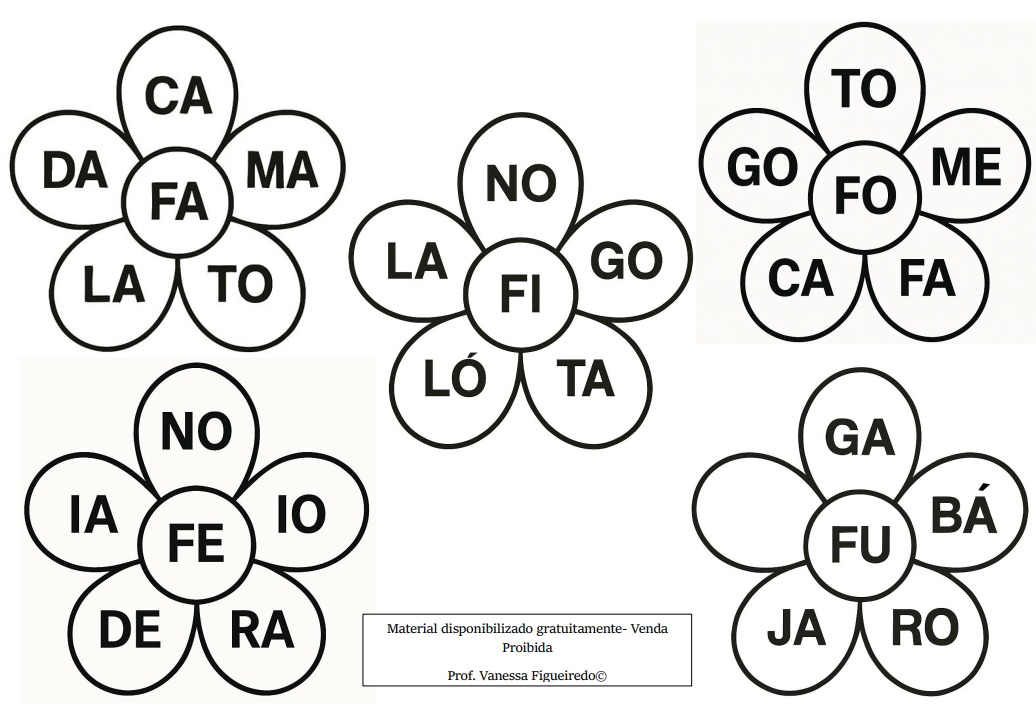 CA
DA
MA
FA
LA
TO
NO
LA
GO
FI
LÓ
TA
TO
GO
ME
FO
CA
FA
NO
IA
IO
FE
DE
RA
GA
BÁ
FU
JA
RO
Material disponibilizado gratuitamente- Venda
Proibida
Prof. Vanessa Figueiredo©